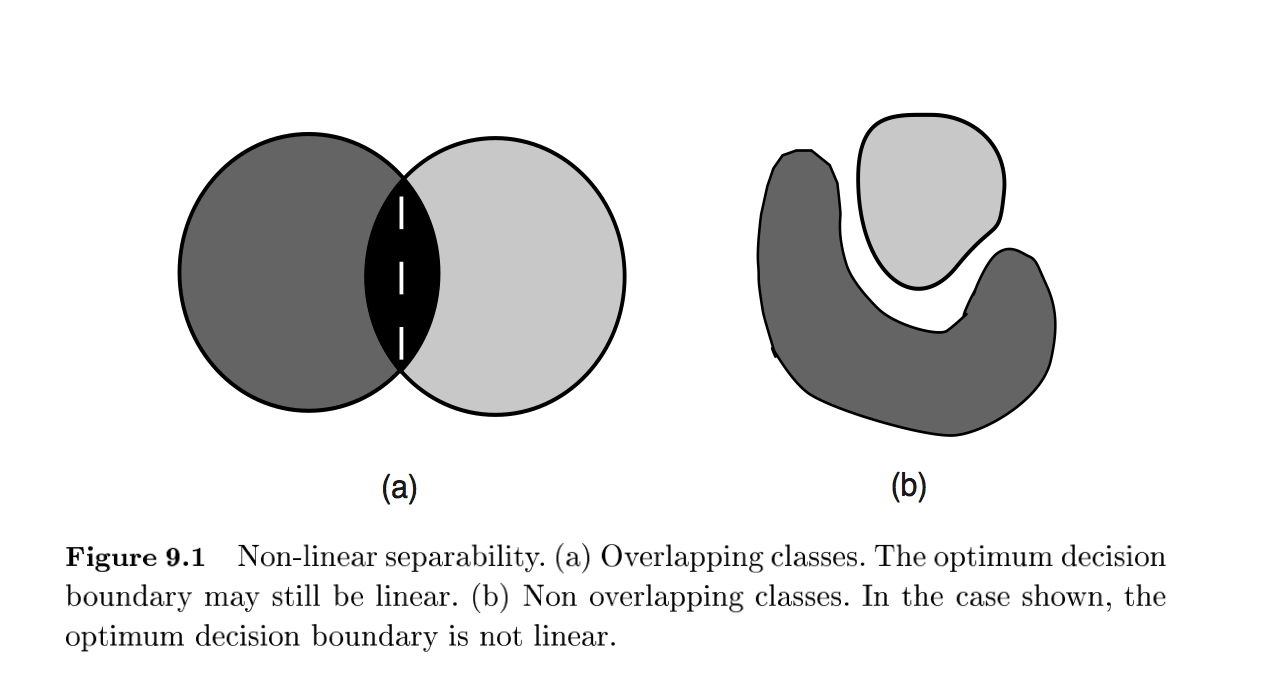 (a)
(b)
Figure 9.1 Non-linear separability. (a) Overlapping classes. The optimum decision
boundary may still be linear. (b) Non overlapping classes. In the case shown, the
optimum decision boundary is not linear.